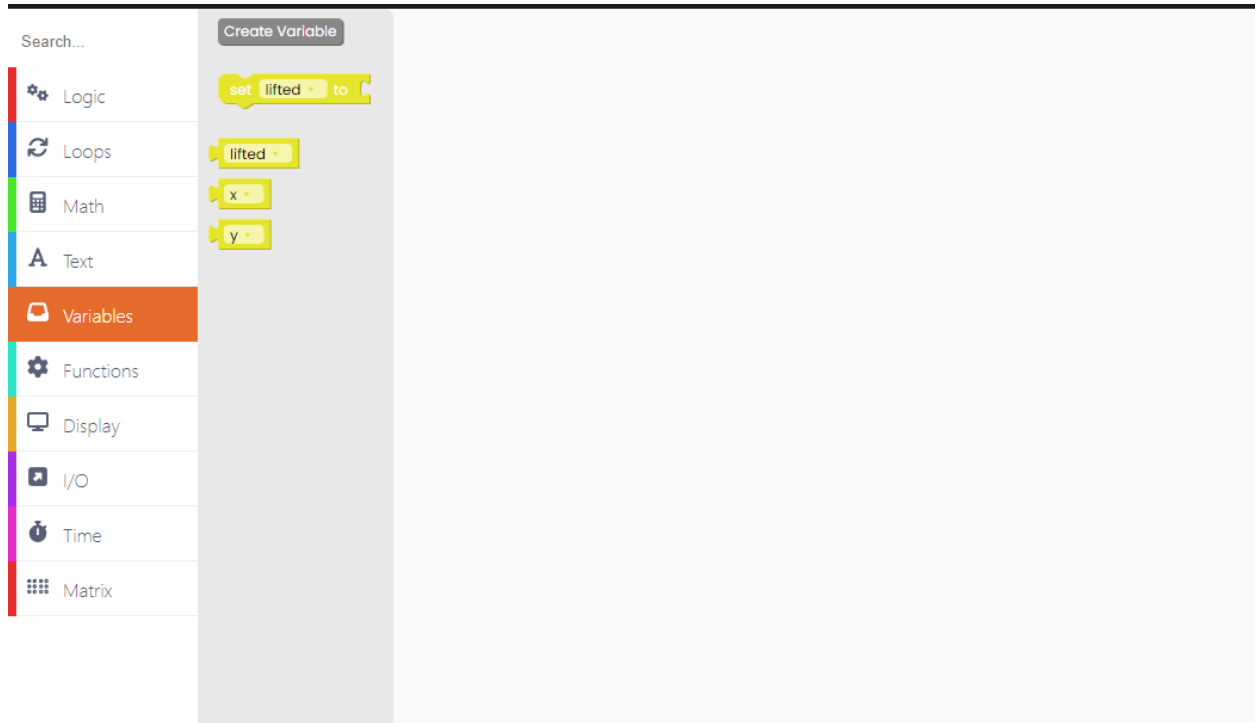 Search...
Logic
Loops
Math
Text
Variables
Functions
Display
I/O
Time
Matrix
Create Variable
set lifted to
lifted
x
y